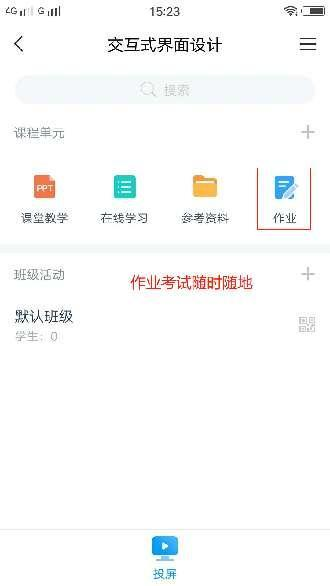 4G G 15:23
交互式界面设计
搜索
课程单元
PPT
课堂教学 在线学习 参考资料 作业
班级活动
作业考试随时随地
默认班级
学生：0
投屏